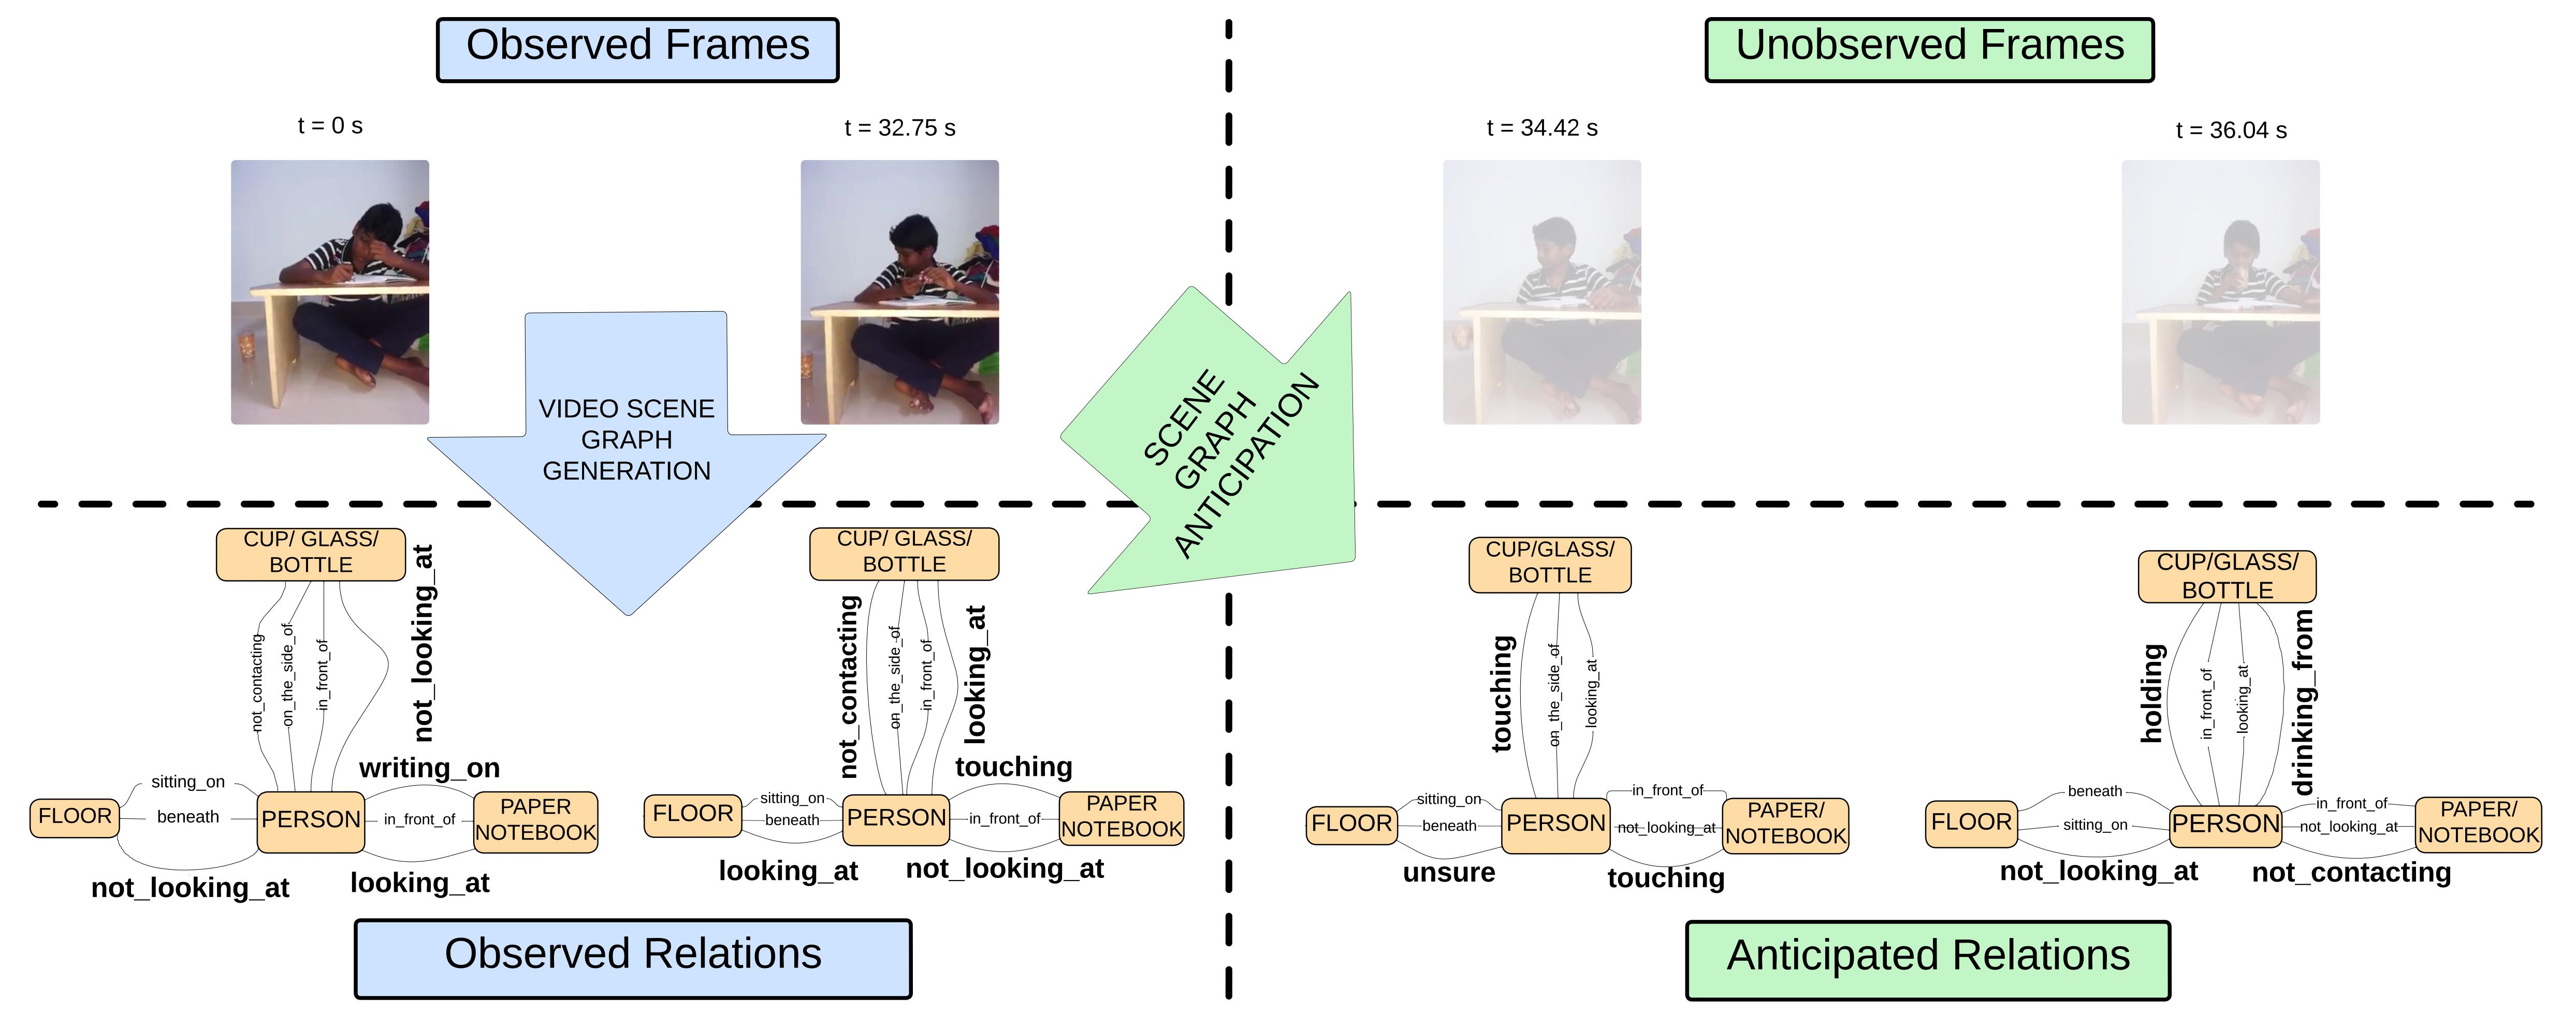 Observed Frames
Unobserved Frames
t = 0 s
t = 32.75 s
t = 34.42 s
t = 36.04 s
VIDEO SCENE
GRAPH
GENERATION
SCENE
GRAPH
ANTICIPATION
CUP/ GLASS/
BOTTLE
not_contacting
on_the_side_of
in_front_of
not_looking_at
writing_on
sitting_on
FLOOR
beneath
PERSON
in_front_of
PAPER
NOTEBOOK
not_looking_at
looking_at
CUP/ GLASS/
BOTTLE
not_contacting
on_the_side_of
in_front_of
looking_at
touching
sitting_on
FLOOR
beneath
PERSON
in_front_of
PAPER
NOTEBOOK
looking_at
not_looking_at
CUP/GLASS/
BOTTLE
touching
on_the_side_of
looking_at
in_front_of
sitting_on
FLOOR
beneath
PERSON
not_looking_at
PAPER/
NOTEBOOK
unsure
touching
CUP/GLASS/
BOTTLE
holding
in_front_of
looking_at
drinking_from
beneath
in_front_of
FLOOR
sitting_on
PERSON
not_looking_at
PAPER/
NOTEBOOK
not_looking_at
not_contacting
Observed Relations
Anticipated Relations